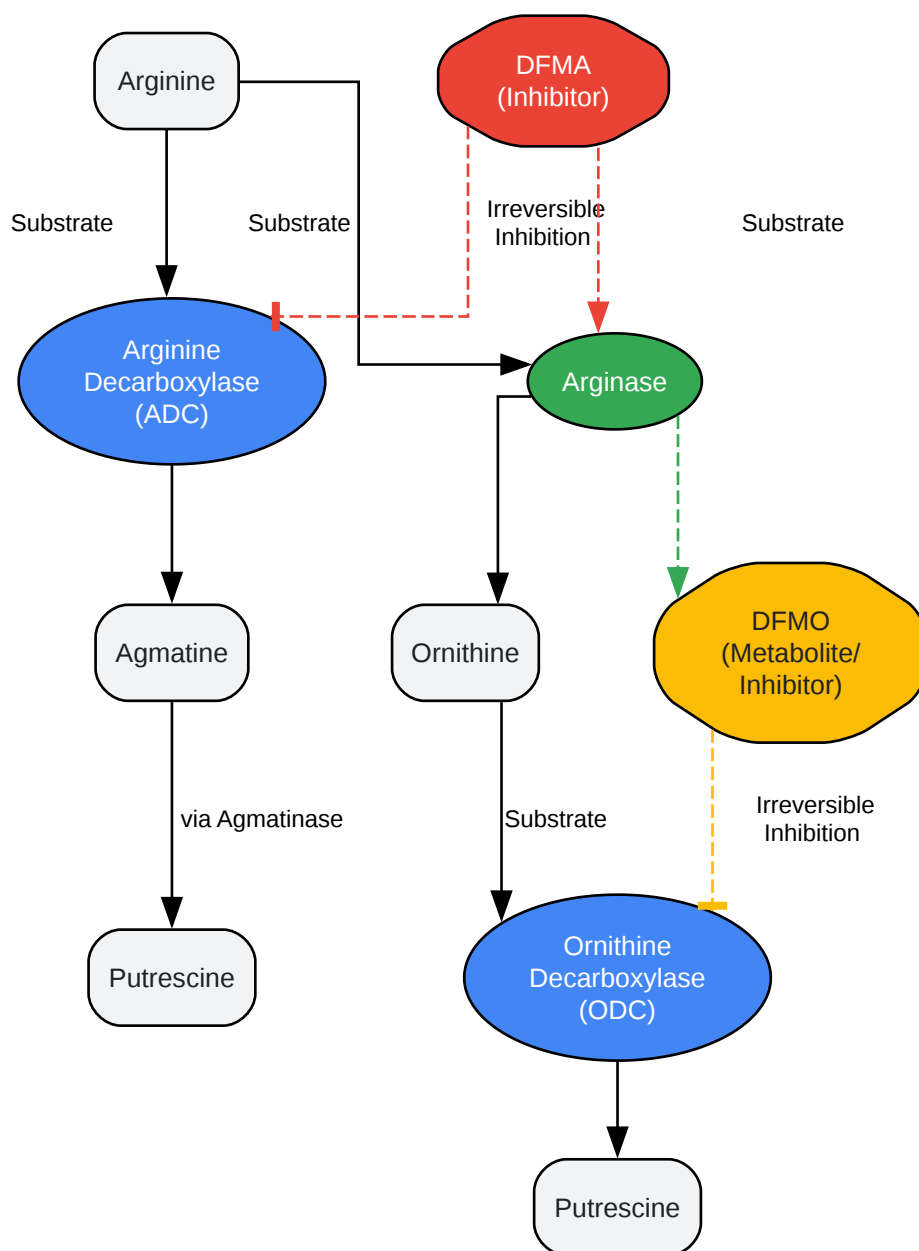 Arginine
DFMA
(Inhibitor)
Substrate
Substrate
Irreversible
Inhibition
Substrate
Arginine
Decarboxylase
(ADC)
Arginase
Agmatine
Ornithine
DFMO
(Metabolite/
Inhibitor)
via Agmatinase
Substrate
Irreversible
Inhibition
Putrescine
Ornithine
Decarboxylase
(ODC)
Putrescine